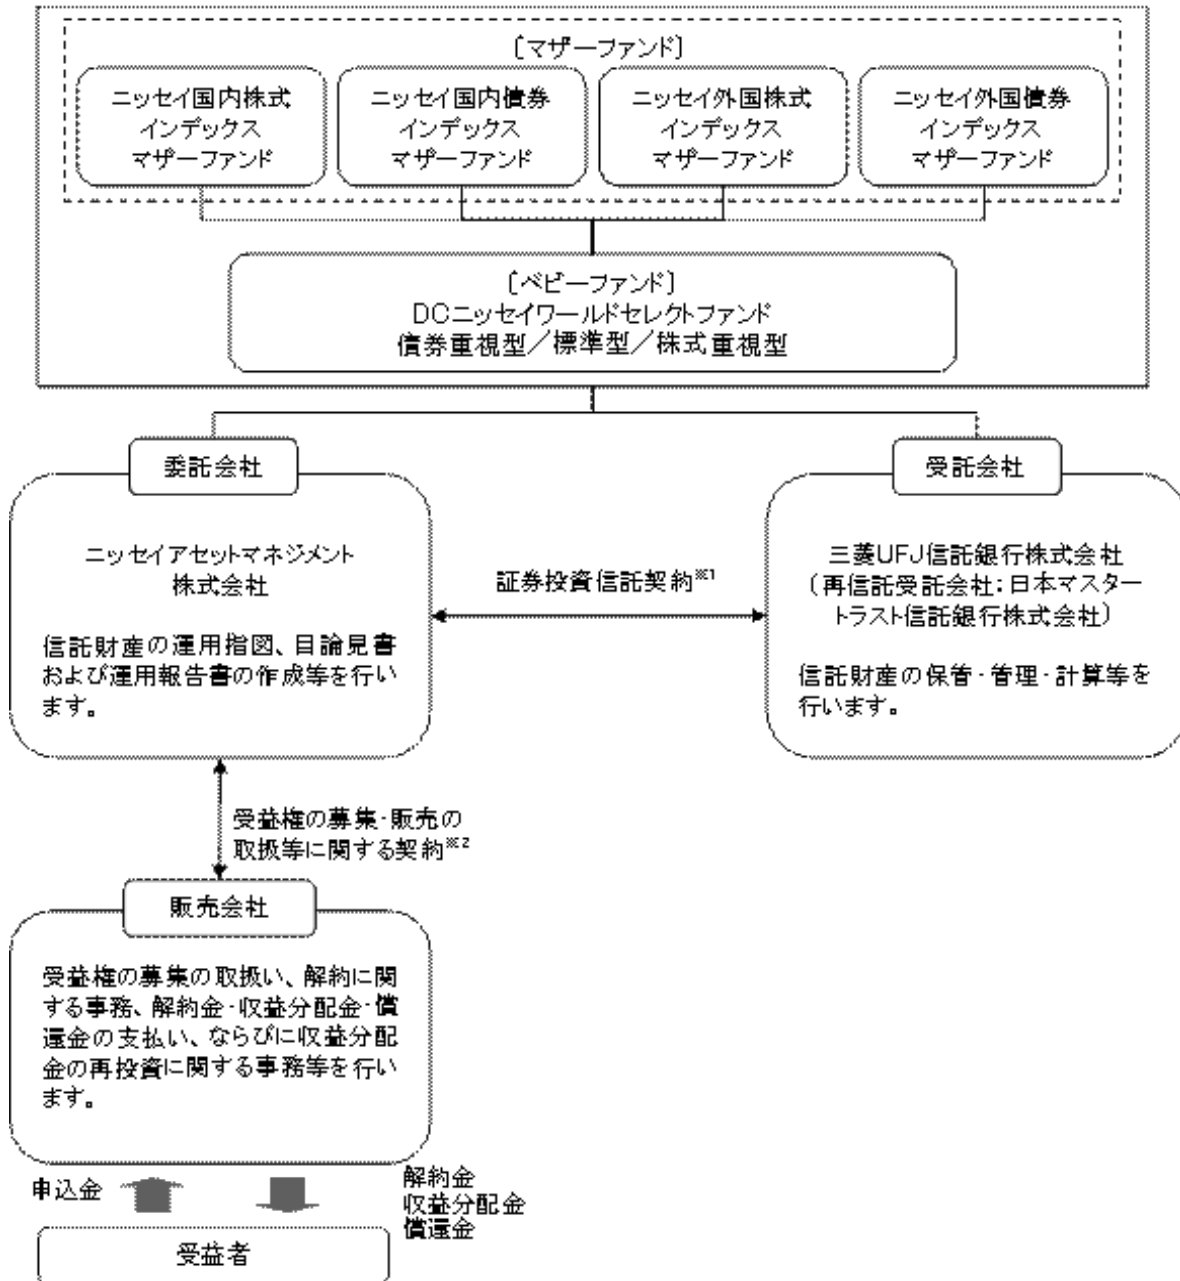 〔マザーファンド〕
ニッセイ国内株式
インデックス
マザーファンド
ニッセイ国内債券
インデックス
マザーファンド
ニッセイ外国株式
インデックス
マザーファンド
ニッセイ外国債券
インデックス
マザーファンド
〔ベビーファンド〕
DCニッセイワールドセレクトファンド
債券重視型／標準型／株式重視型
委託会社
ニッセイアセットマネジメント
株式会社
信託財産の運用指図、目論見書
および運用報告書の作成等を行い
ます。
証券投資信託契約※1
受託会社
三菱UFJ信託銀行株式会社
（再信託受託会社：日本マスター
トラスト信託銀行株式会社）
信託財産の保管・管理・計算等を
行います。
受益権の募集・販売の
取扱等に関する契約※2
販売会社
受益権の募集の取扱い、解約に関
する事務、解約金・収益分配金・償
還金の支払い、ならびに収益分配
金の再投資に関する事務等を行い
ます。
申込金
解約金
収益分配金
償還金
受益者